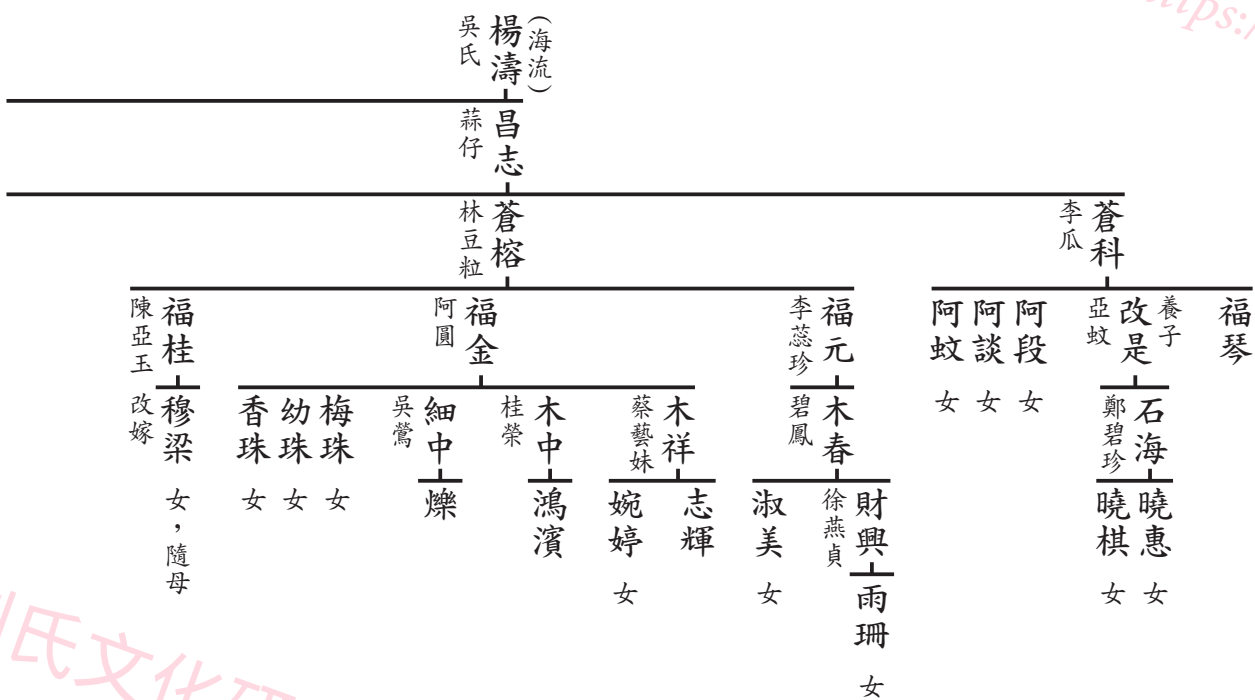 楊濤
(海流)
吳氏
昌志
蒜仔
蒼科
李瓜
蒼榕
林豆粒
福琴
改是
養子
亞蚊
阿段 女
阿談 女
阿蚊 女
福元
李蕊珍
福金
阿圓
福桂
陳亞玉
改嫁
石海
鄭碧珍
木春
碧鳳
木祥
蔡藝妹
木中
桂榮
細中
吳鶯
梅珠 女
幼珠 女
香珠 女
穆梁 女，隨母
曉惠 女
曉棋 女
財興
徐燕貞
淑美 女
志輝
婉婷 女
鴻濱
爍
雨珊 女
氏文化研
ttps:/